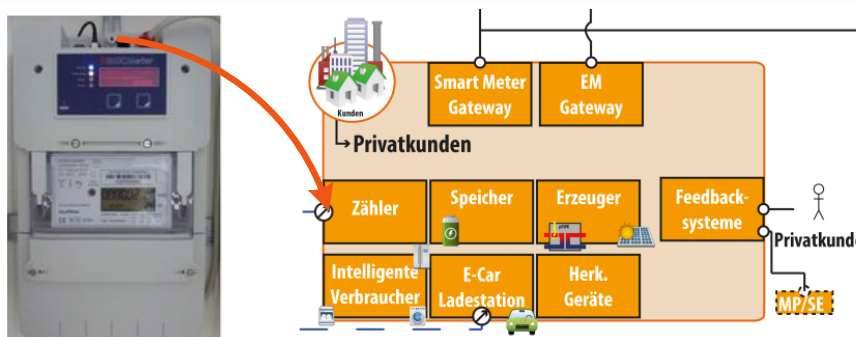 Smart Meter
Gateway
EM
Gateway
Kunden
Privatkunden
Zähler
Speicher
Erzeuger
Feedback-
systeme
Privatkunde
Intelligente
Verbraucher
E-Car
Ladestation
Herk.
Geräte
MP/SE